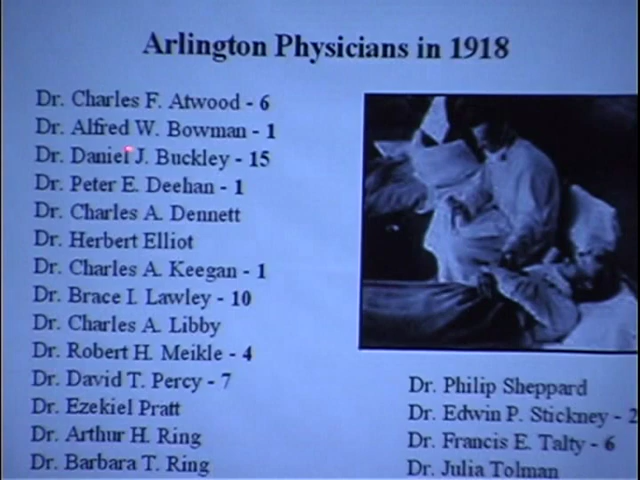 Arlington Physicians in 1918
Dr. Charles F. Atwood - 6
Dr. Alfred W. Bowman - 1
Dr. Daniel J. Buckley - 15
Dr. Peter E. Deehan - 1
Dr. Charles A. Dennett
Dr. Herbert Elliot
Dr. Charles A. Keegan - 1
Dr. Brace I. Lawley - 10
Dr. Charles A. Libby
Dr. Robert H. Meikle - 4
Dr. David T. Percy - 7
Dr. Ezekiel Pratt
Dr. Arthur H. Ring
Dr. Barbara T. Ring
Dr. Philip Sheppard
Dr. Edwin P. Stickney - 2
Dr. Francis E. Talty - 6
Dr. Julia Tolman